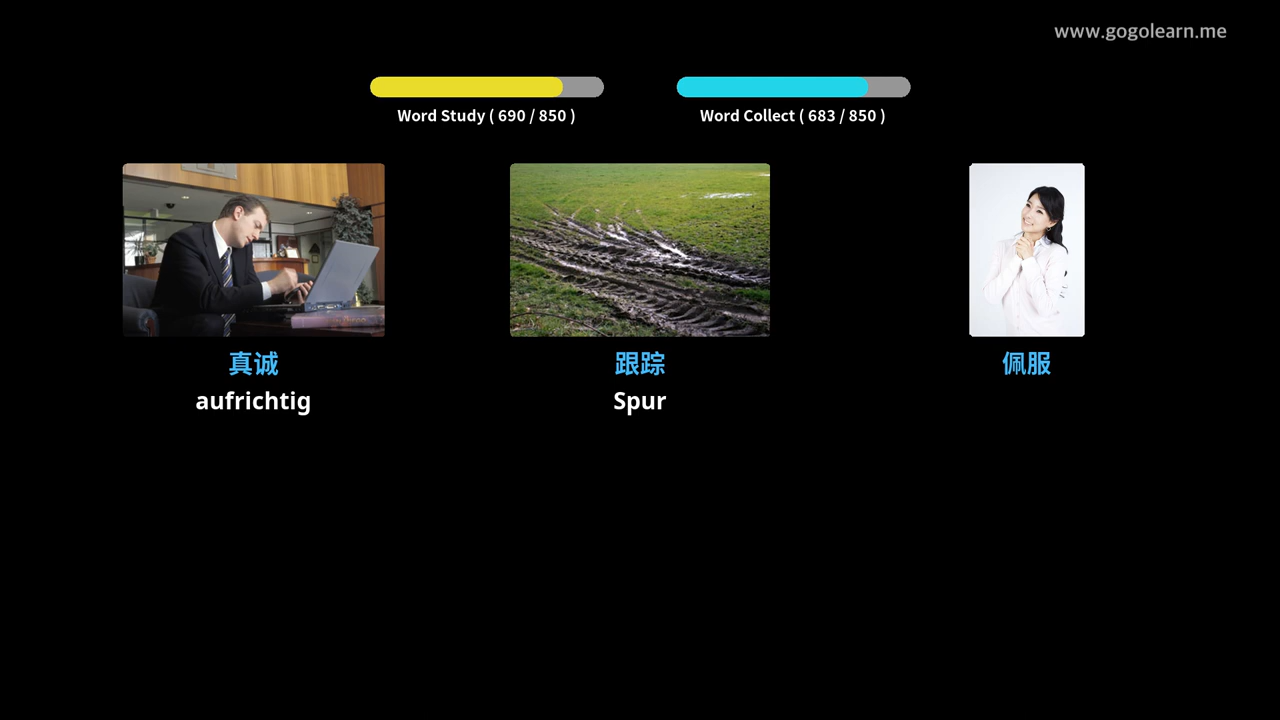 www.gogolearn.me
Word Study ( 690 / 850 )
Word Collect ( 683 / 850 )
真诚
aufrichtig
跟踪
Spur
佩服